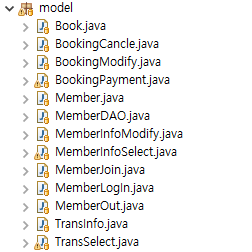 model
Book.java
BookingCancle.java
BookingModify.java
BookingPayment.java
Member.java
MemberDAO.java
MemberInfoModify.java
MemberInfoSelect.java
MemberJoin.java
MemberLogIn.java
MemberOut.java
TransInfo.java
TransSelect.java